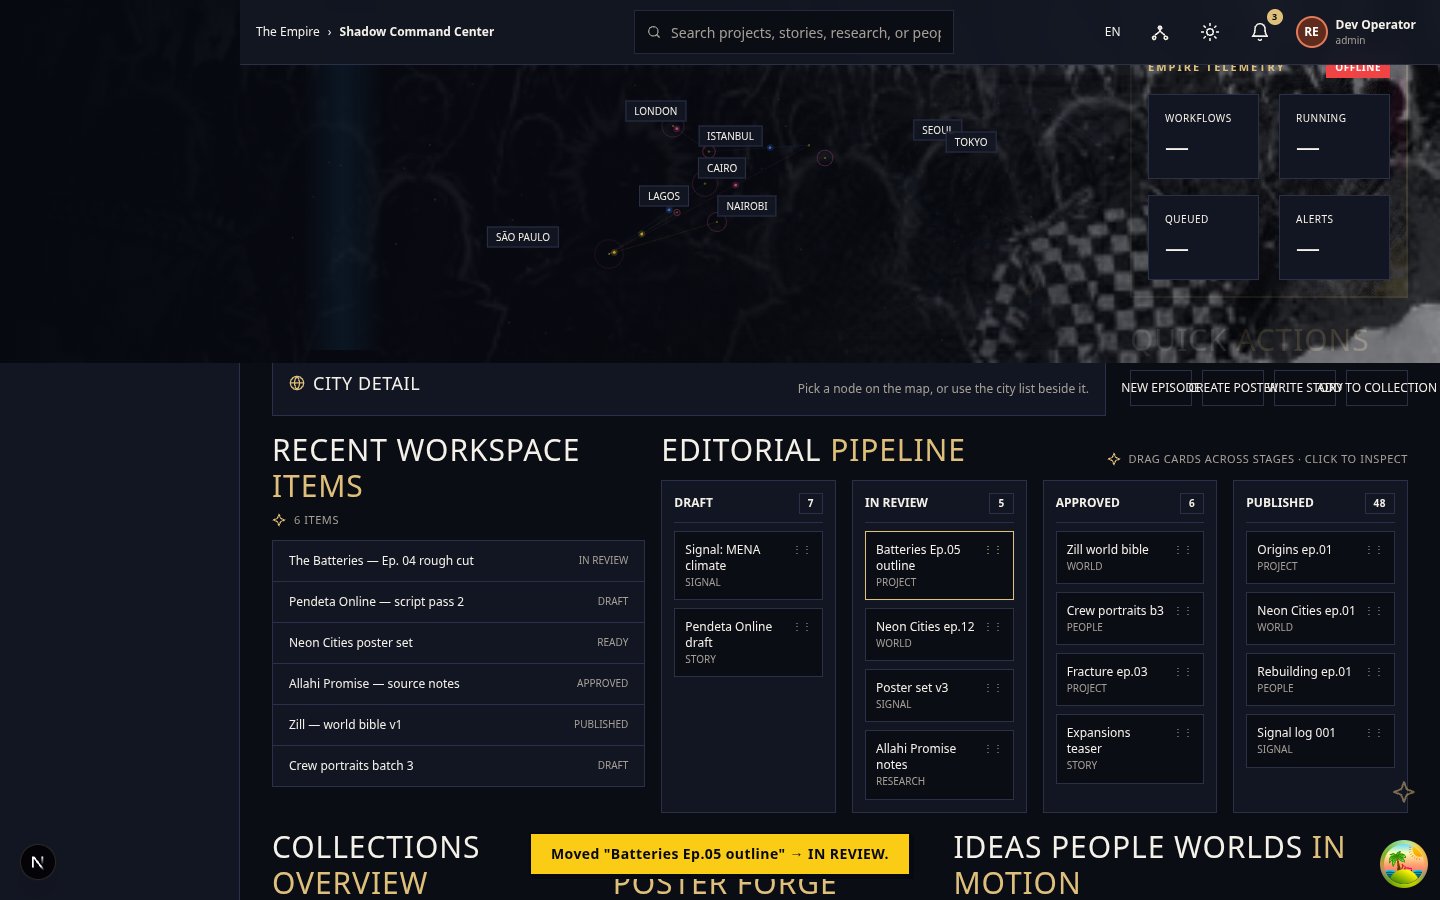 The Empire › Shadow Command Center
Search projects, stories, research, or peop
EN
3
RE
Dev Operator
admin
EMPIRE TELEMETRY
OFFLINE
WORKFLOWS
—
RUNNING
—
QUEUED
—
ALERTS
—
LONDON
ISTANBUL
SEOUL
TOKYO
CAIRO
LAGOS
NAIROBI
SÃO PAULO
QUICK ACTIONS
CITY DETAIL
Pick a node on the map, or use the city list beside it.
NEW EPISODE
CREATE POSTER
WRITE STORY
ADD TO COLLECTION
RECENT WORKSPACE
ITEMS
6 ITEMS
The Batteries — Ep. 04 rough cut IN REVIEW
Pendeta Online — script pass 2 DRAFT
Neon Cities poster set READY
Allahi Promise — source notes APPROVED
Zill — world bible v1 PUBLISHED
Crew portraits batch 3 DRAFT
EDITORIAL PIPELINE
DRAG CARDS ACROSS STAGES · CLICK TO INSPECT
DRAFT 7
Signal: MENA
climate
SIGNAL
Pendeta Online
draft
STORY
IN REVIEW 5
Batteries Ep.05
outline
PROJECT
Neon Cities ep.12
WORLD
Poster set v3
SIGNAL
Allahi Promise
notes
RESEARCH
APPROVED 6
Zill world bible
WORLD
Crew portraits b3
PEOPLE
Fracture ep.03
PROJECT
Expansions
teaser
STORY
PUBLISHED 48
Origins ep.01
PROJECT
Neon Cities ep.01
WORLD
Rebuilding ep.01
PEOPLE
Signal log 001
SIGNAL
COLLECTIONS
OVERVIEW
POSTER FORGE
IDEAS PEOPLE WORLDS IN
MOTION
Moved "Batteries Ep.05 outline" → IN REVIEW.
N